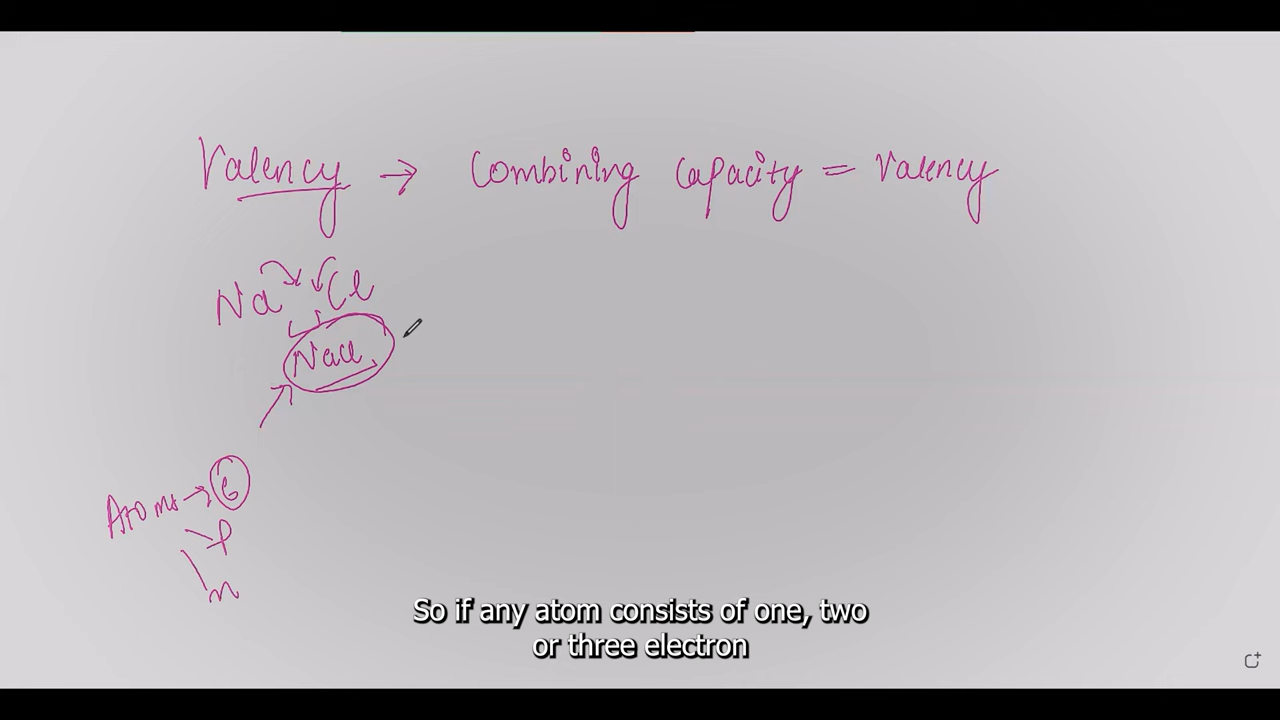 Valency → Combining Capacity = Valency
Na Cl
NaCl
Atoms → e
p
n
So if any atom consists of one, two
or three electron